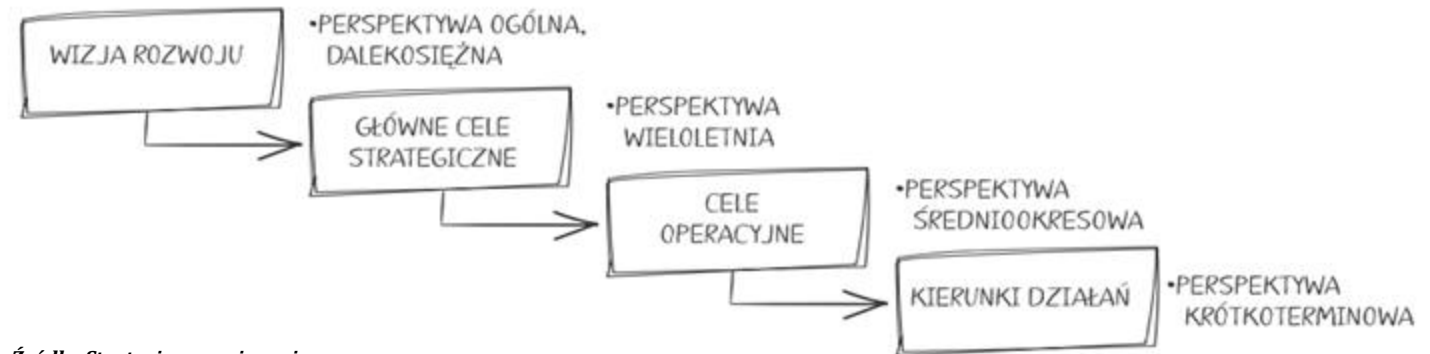 WIZJA ROZWOJU
•PERSPEKTYWA OGÓLNA,
DALEKOSIĘŻNA
GŁÓWNE CELE
STRATEGICZNE
•PERSPEKTYWA
WIELOLETNIA
CELE
OPERACYJNE
•PERSPEKTYWA
ŚREDNIOOKRESOWA
KIERUNKI DZIAŁAŃ
•PERSPEKTYWA
KRÓTKOTERMINOWA